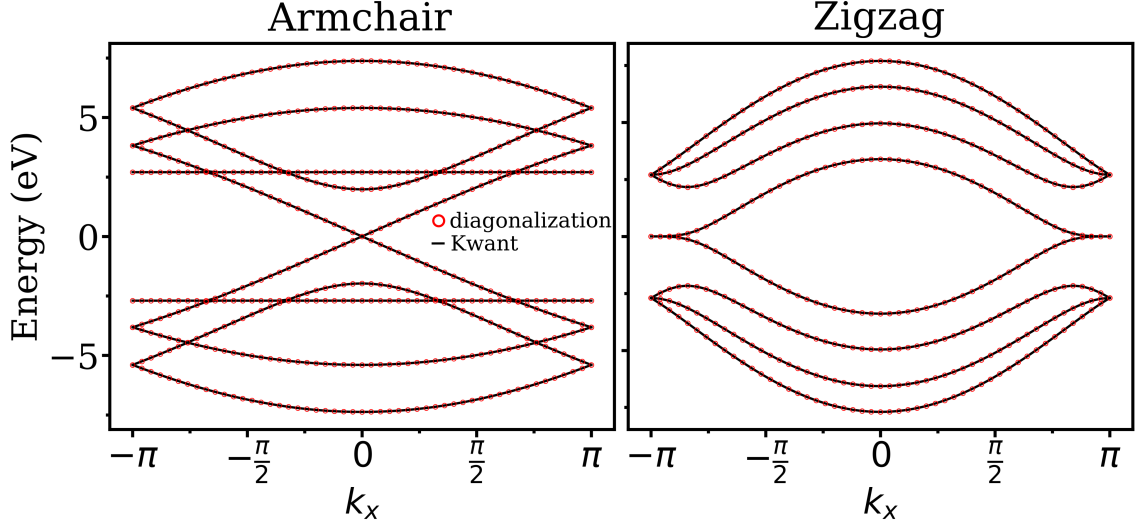 Armchair
Zigzag
Energy (eV)
5
0
−5
diagonalization
Kwant
−π
−π/2
0
π/2
π
−π
−π/2
0
π/2
π
kₓ
kₓ